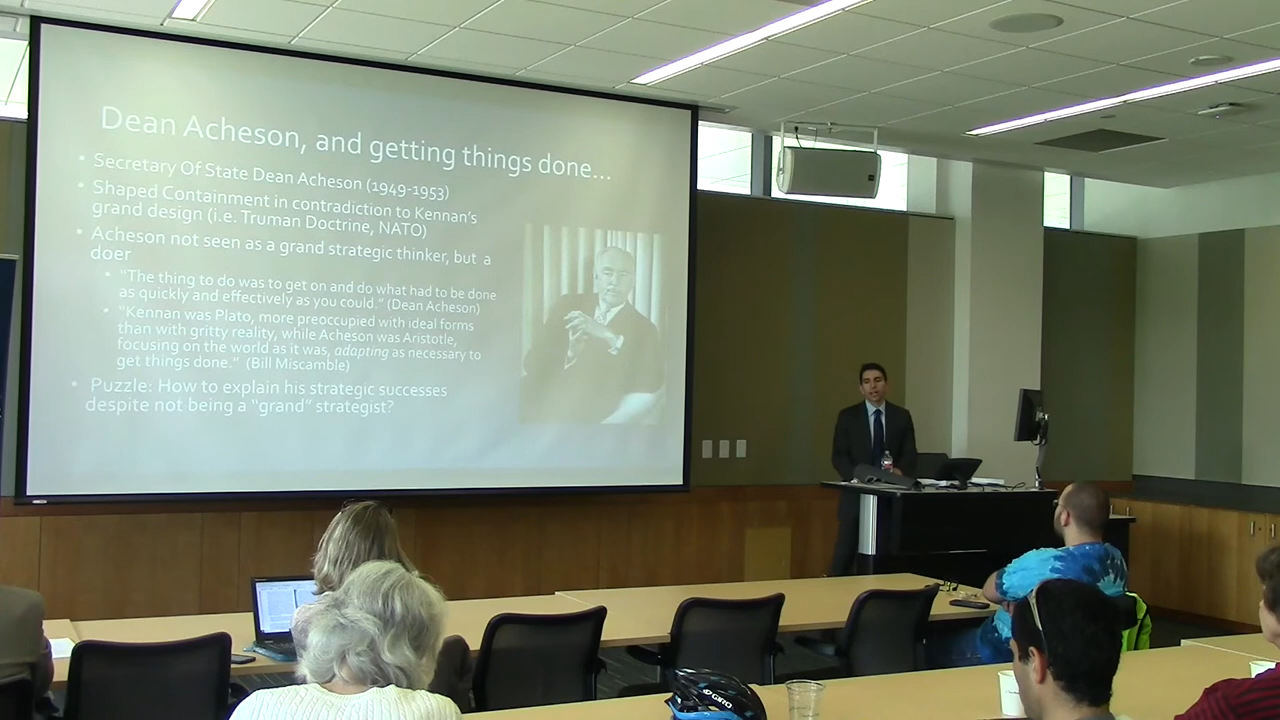 Dean Acheson, and getting things done...
• Secretary Of State Dean Acheson (1949-1953)
• Shaped Containment in contradiction to Kennan's
grand design (i.e. Truman Doctrine, NATO)
• Acheson not seen as a grand strategic thinker, but a
doer
• "The thing to do was to get on and do what had to be done
as quickly and effectively as you could." (Dean Acheson)
• "Kennan was Plato, more preoccupied with ideal forms
than with gritty reality, while Acheson was Aristotle,
focusing on the world as it was, adapting as necessary to
get things done." (Bill Miscamble)
• Puzzle: How to explain his strategic successes
despite not being a "grand" strategist?
GIRO